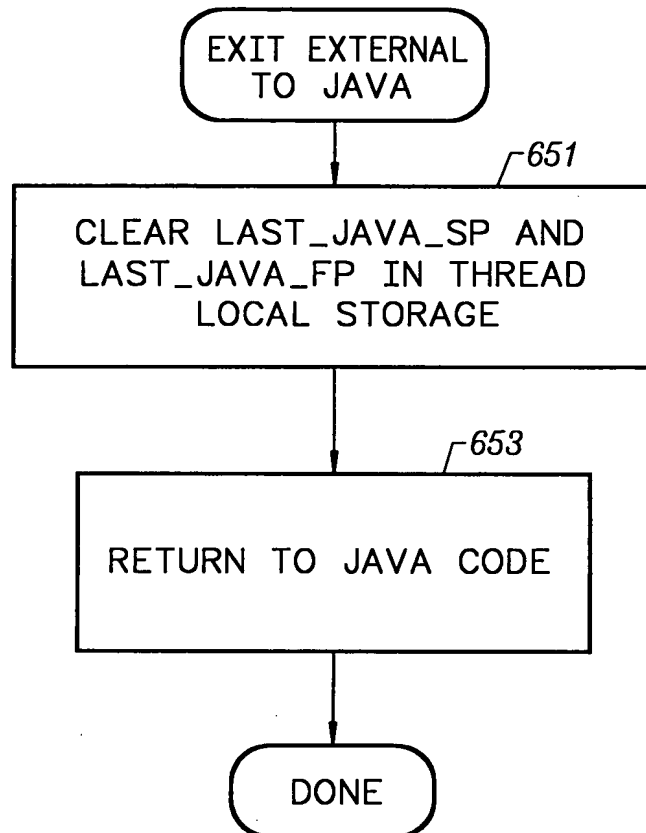 EXIT EXTERNAL
TO JAVA
651
CLEAR LAST_JAVA_SP AND
LAST_JAVA_FP IN THREAD
LOCAL STORAGE
653
RETURN TO JAVA CODE
DONE